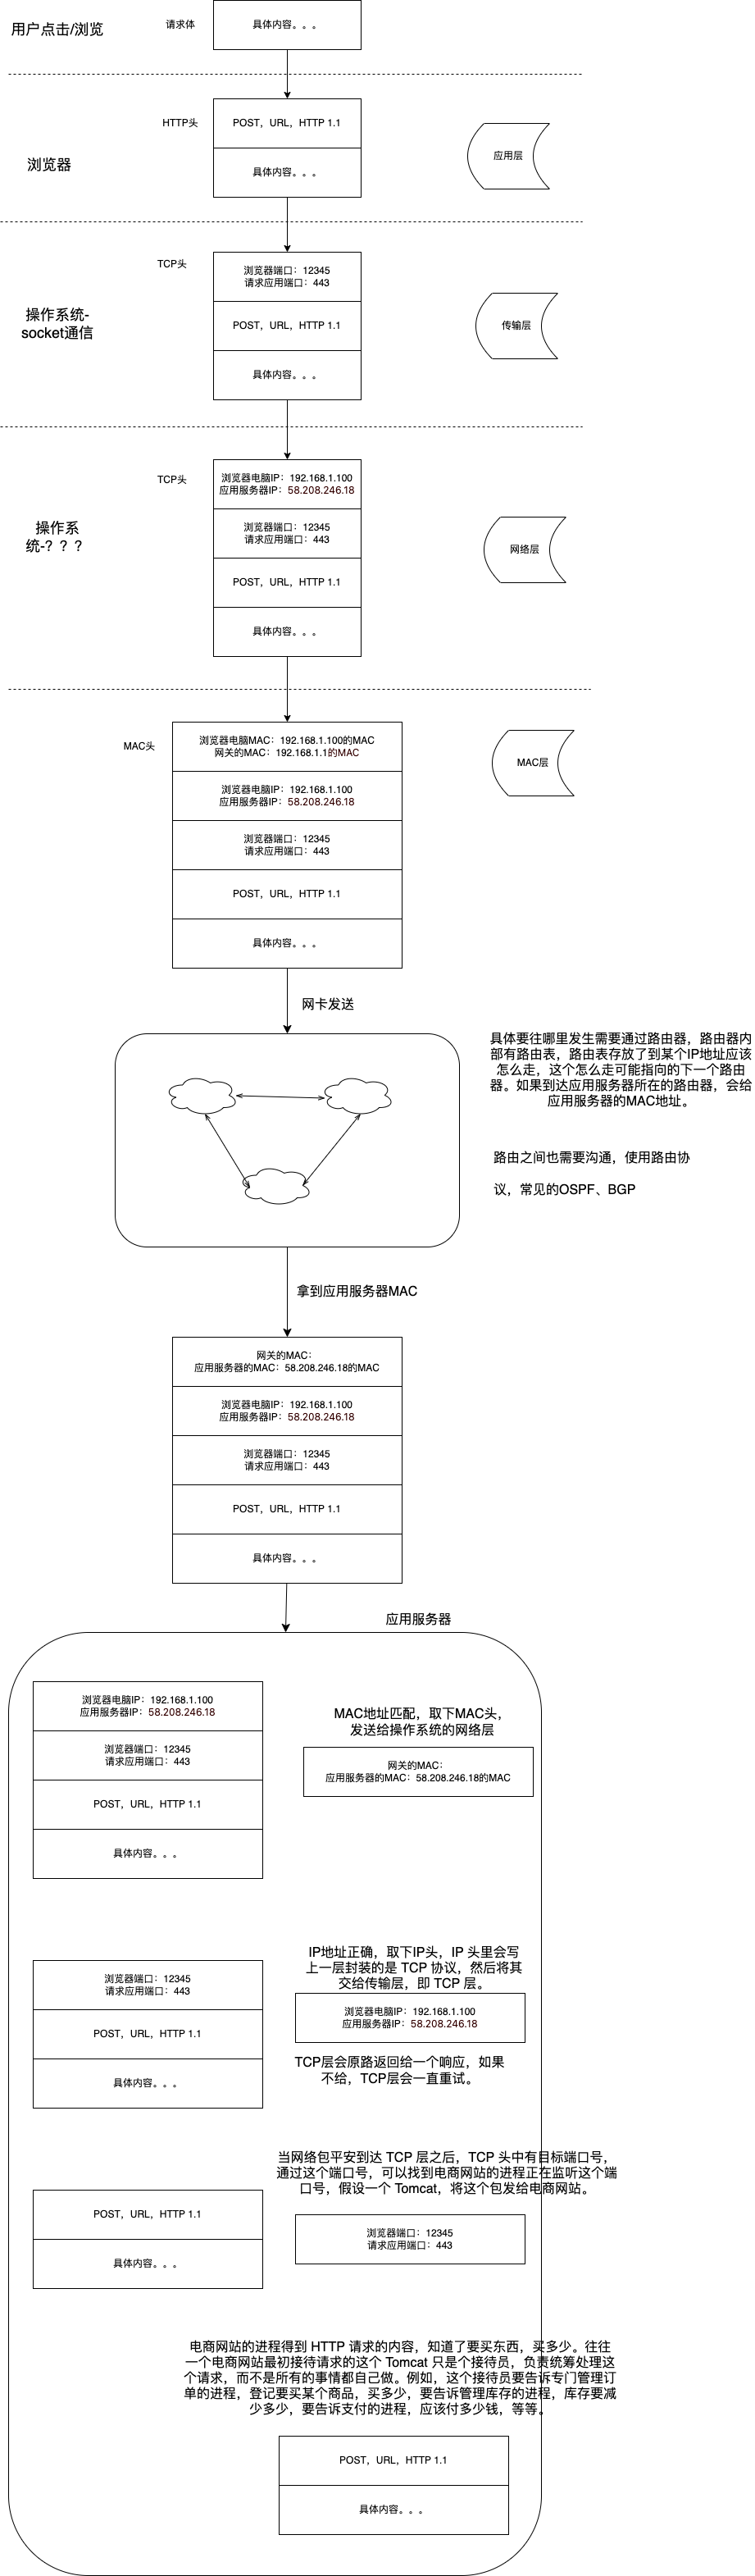 用户点击/浏览
请求体
具体内容。。。
HTTP头
POST，URL，HTTP 1.1
浏览器
应用层
具体内容。。。
TCP头
浏览器端口：12345
请求应用端口：443
操作系统-
socket通信
POST，URL，HTTP 1.1
传输层
具体内容。。。
TCP头
浏览器电脑IP：192.168.1.100
应用服务器IP：58.208.246.18
操作系
统-？？？
浏览器端口：12345
请求应用端口：443
网络层
POST，URL，HTTP 1.1
具体内容。。。
MAC头
浏览器电脑MAC：192.168.1.100的MAC
网关的MAC：192.168.1.1的MAC
MAC层
浏览器电脑IP：192.168.1.100
应用服务器IP：58.208.246.18
浏览器端口：12345
请求应用端口：443
POST，URL，HTTP 1.1
具体内容。。。
网卡发送
具体要往哪里发生需要通过路由器，路由器内
部有路由表，路由表存放了到某个IP地址应该
怎么走，这个怎么走可能指向的下一个路由
器。如果到达应用服务器所在的路由器，会给
应用服务器的MAC地址。
路由之间也需要沟通，使用路由协
议，常见的OSPF、BGP
拿到应用服务器MAC
网关的MAC：
应用服务器的MAC：58.208.246.18的MAC
浏览器电脑IP：192.168.1.100
应用服务器IP：58.208.246.18
浏览器端口：12345
请求应用端口：443
POST，URL，HTTP 1.1
具体内容。。。
应用服务器
浏览器电脑IP：192.168.1.100
应用服务器IP：58.208.246.18
浏览器端口：12345
请求应用端口：443
POST，URL，HTTP 1.1
具体内容。。。
MAC地址匹配，取下MAC头，
发送给操作系统的网络层
网关的MAC：
应用服务器的MAC：58.208.246.18的MAC
浏览器端口：12345
请求应用端口：443
POST，URL，HTTP 1.1
具体内容。。。
IP地址正确，取下IP头，IP 头里会写
上一层封装的是 TCP 协议，然后将其
交给传输层，即 TCP 层。
浏览器电脑IP：192.168.1.100
应用服务器IP：58.208.246.18
TCP层会原路返回给一个响应，如果
不给，TCP层会一直重试。
当网络包平安到达 TCP 层之后，TCP 头中有目标端口号，
通过这个端口号，可以找到电商网站的进程正在监听这个端
口号，假设一个 Tomcat，将这个包发给电商网站。
POST，URL，HTTP 1.1
具体内容。。。
浏览器端口：12345
请求应用端口：443
电商网站的进程得到 HTTP 请求的内容，知道了要买东西，买多少。往往
一个电商网站最初接待请求的这个 Tomcat 只是个接待员，负责统筹处理这
个请求，而不是所有的事情都自己做。例如，这个接待员要告诉专门管理订
单的进程，登记要买某个商品，买多少，要告诉管理库存的进程，库存要减
少多少，要告诉支付的进程，应该付多少钱，等等。
POST，URL，HTTP 1.1
具体内容。。。